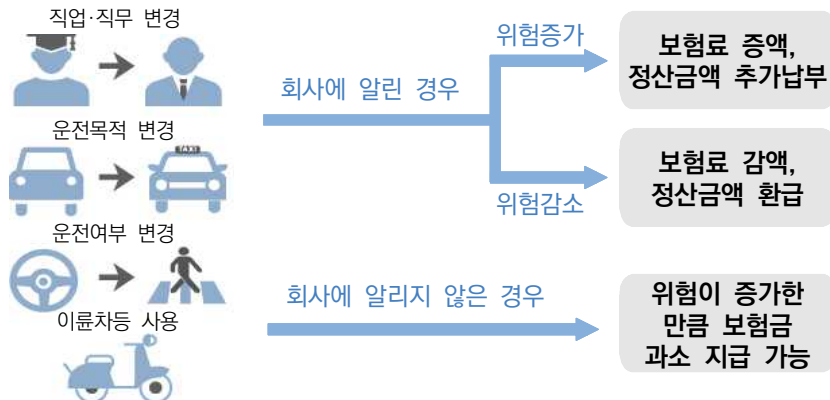 직업·직무 변경
운전목적 변경
TAXI
운전여부 변경
이륜차등 사용
회사에 알린 경우
위험증가
위험감소
보험료 증액,
정산금액 추가납부
보험료 감액,
정산금액 환급
회사에 알리지 않은 경우
위험이 증가한
만큼 보험금
과소 지급 가능